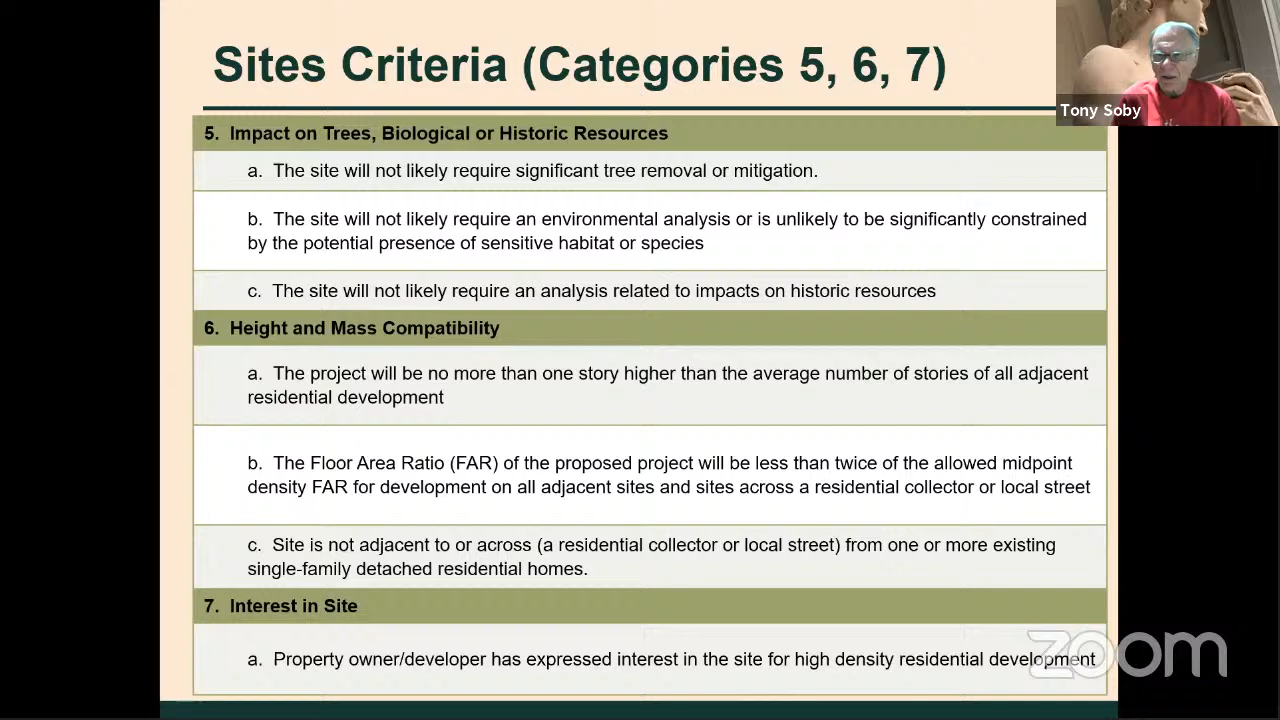 Sites Criteria (Categories 5, 6, 7)
Tony Soby
5. Impact on Trees, Biological or Historic Resources
a. The site will not likely require significant tree removal or mitigation.
b. The site will not likely require an environmental analysis or is unlikely to be significantly constrained
by the potential presence of sensitive habitat or species
c. The site will not likely require an analysis related to impacts on historic resources
6. Height and Mass Compatibility
a. The project will be no more than one story higher than the average number of stories of all adjacent
residential development
b. The Floor Area Ratio (FAR) of the proposed project will be less than twice of the allowed midpoint
density FAR for development on all adjacent sites and sites across a residential collector or local street
c. Site is not adjacent to or across (a residential collector or local street) from one or more existing
single-family detached residential homes.
7. Interest in Site
a. Property owner/developer has expressed interest in the site for high density residential development
zoom